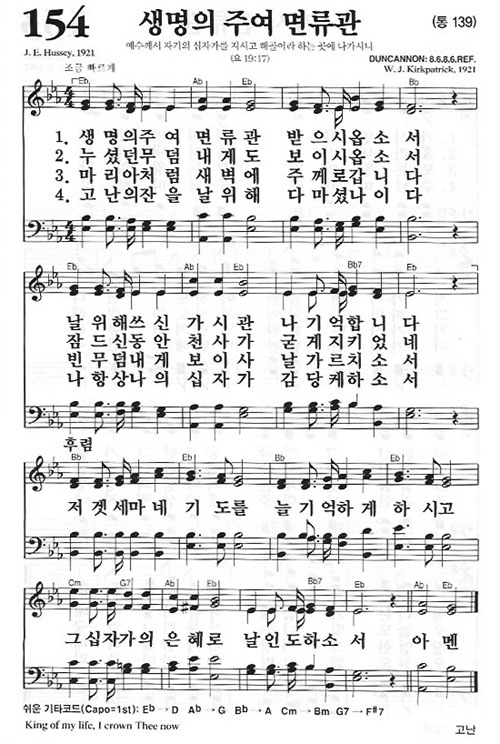 154 생명의 주여 면류관 (통 139)
예수께서 자기의 십자가를 지시고 해골이라 하는 곳에 나가시니
(요 19:17)
J. E. Hussey, 1921
DUNCANNON: 8.6.8.6.REF.
W. J. Kirkpatrick, 1921
조금 빠르게
Eb Ab Eb Bb
1. 생명의주여 면류관 받으시옵소서
2. 누셨던무덤내게도 보이시옵소서
3. 마리아처럼새벽에 주께로갑니다
4. 고난의잔을날위해 다마셨나이다
Eb Ab Eb Bb7 Eb
날위해쓰신 가시관 나기억합니다
잠드신동안천사가 굳게지키었네
빈무덤내게보이사 날가르치소서
나항상나의십자가 감당케하소서
후렴
Bb Eb Bb
저겟세마네기도를 늘기억하게하시고
Cm G7 Ab Eb Bb7 Eb Ab Eb
그십자가의은혜로 날인도하소서 아멘
쉬운 기타코드(Capo=1st): Eb→D Ab→G Bb→A Cm→Bm G7→F#7
King of my life, I crown Thee now
고난